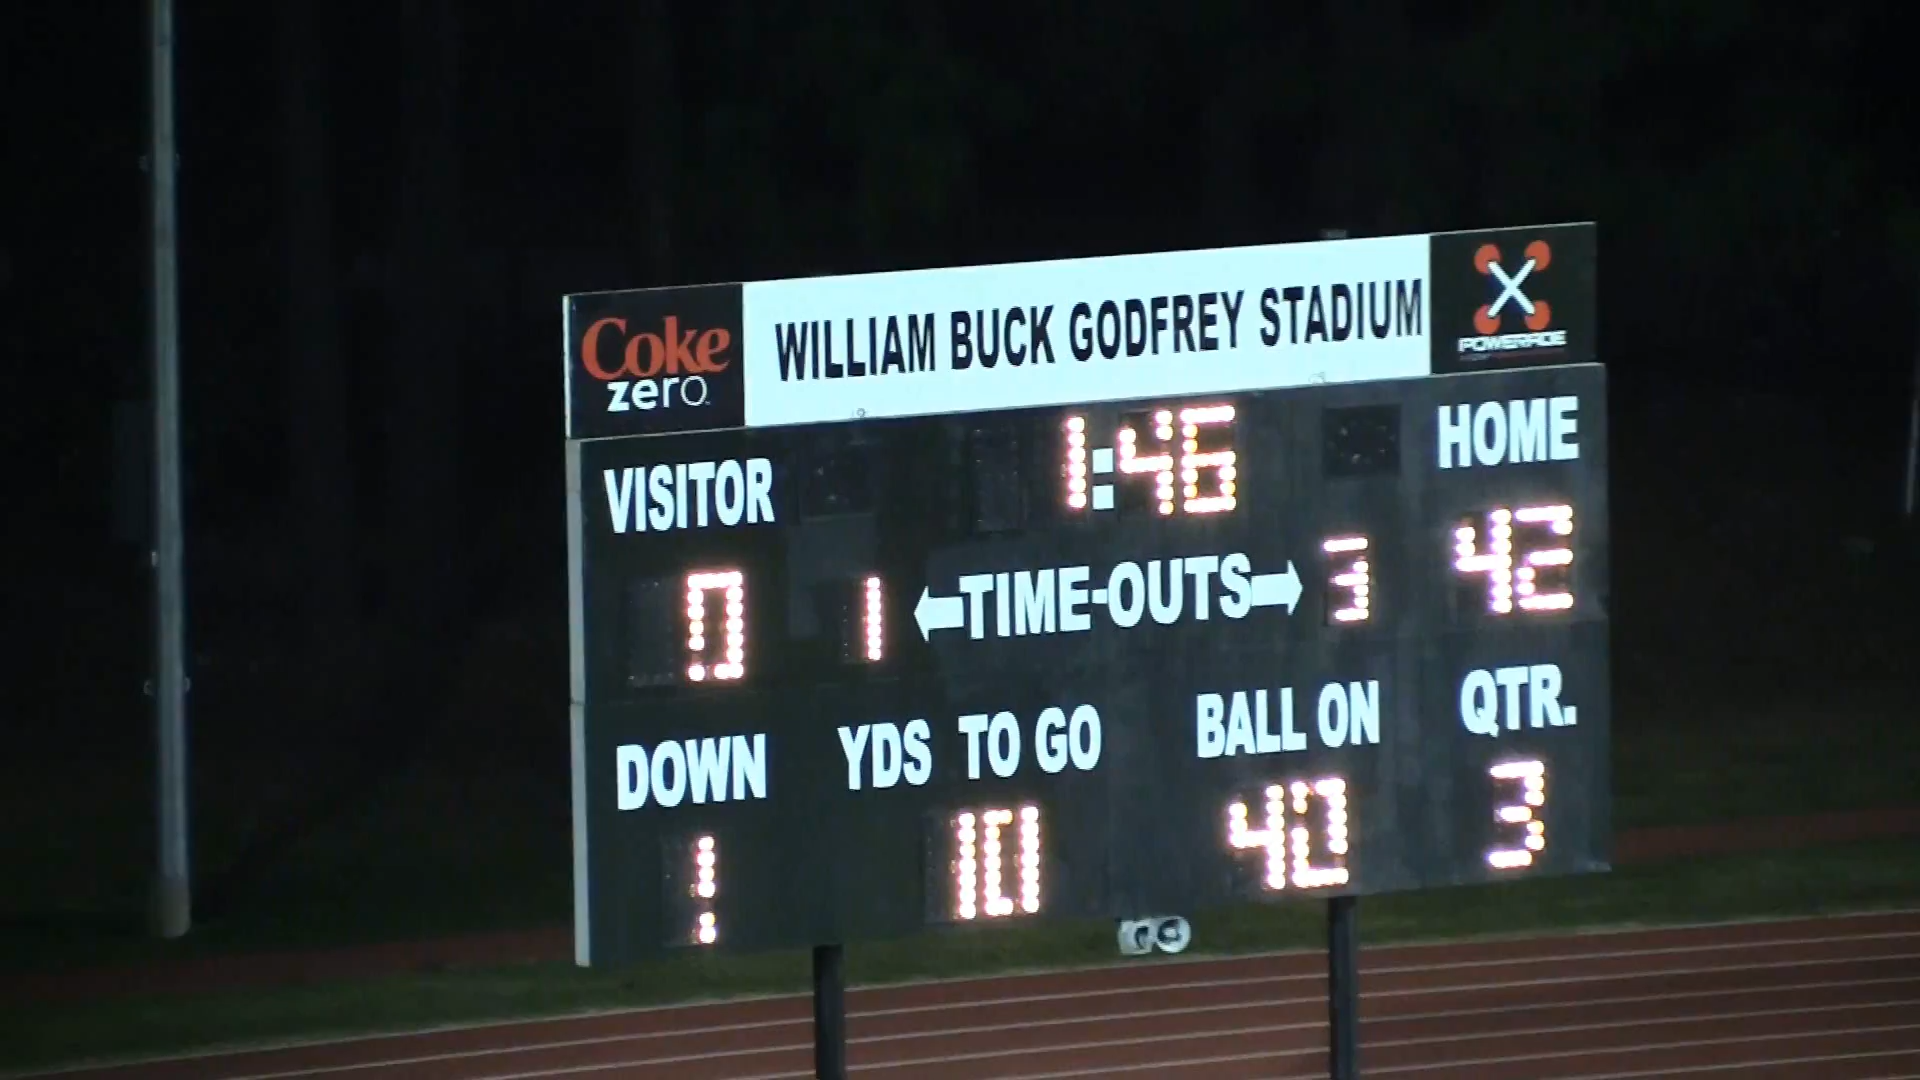 Coke
zero
WILLIAM BUCK GODFREY STADIUM
POWERADE
VISITOR
1:46
HOME
0
1
TIME-OUTS
3
42
DOWN
YDS TO GO
BALL ON
QTR.
1
10
40
3